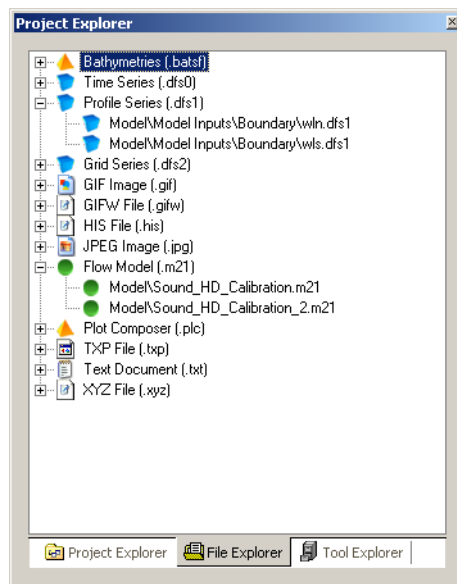 Project Explorer
Bathymetries (.batsf)
Time Series (.dfs0)
Profile Series (.dfs1)
Model\Model Inputs\Boundary\wln.dfs1
Model\Model Inputs\Boundary\wls.dfs1
Grid Series (.dfs2)
GIF Image (.gif)
GIFW File (.gifw)
HIS File (.his)
JPEG Image (.jpg)
Flow Model (.m21)
Model\Sound_HD_Calibration.m21
Model\Sound_HD_Calibration_2.m21
Plot Composer (.plc)
TXP File (.txp)
Text Document (.txt)
XYZ File (.xyz)
Project Explorer File Explorer Tool Explorer